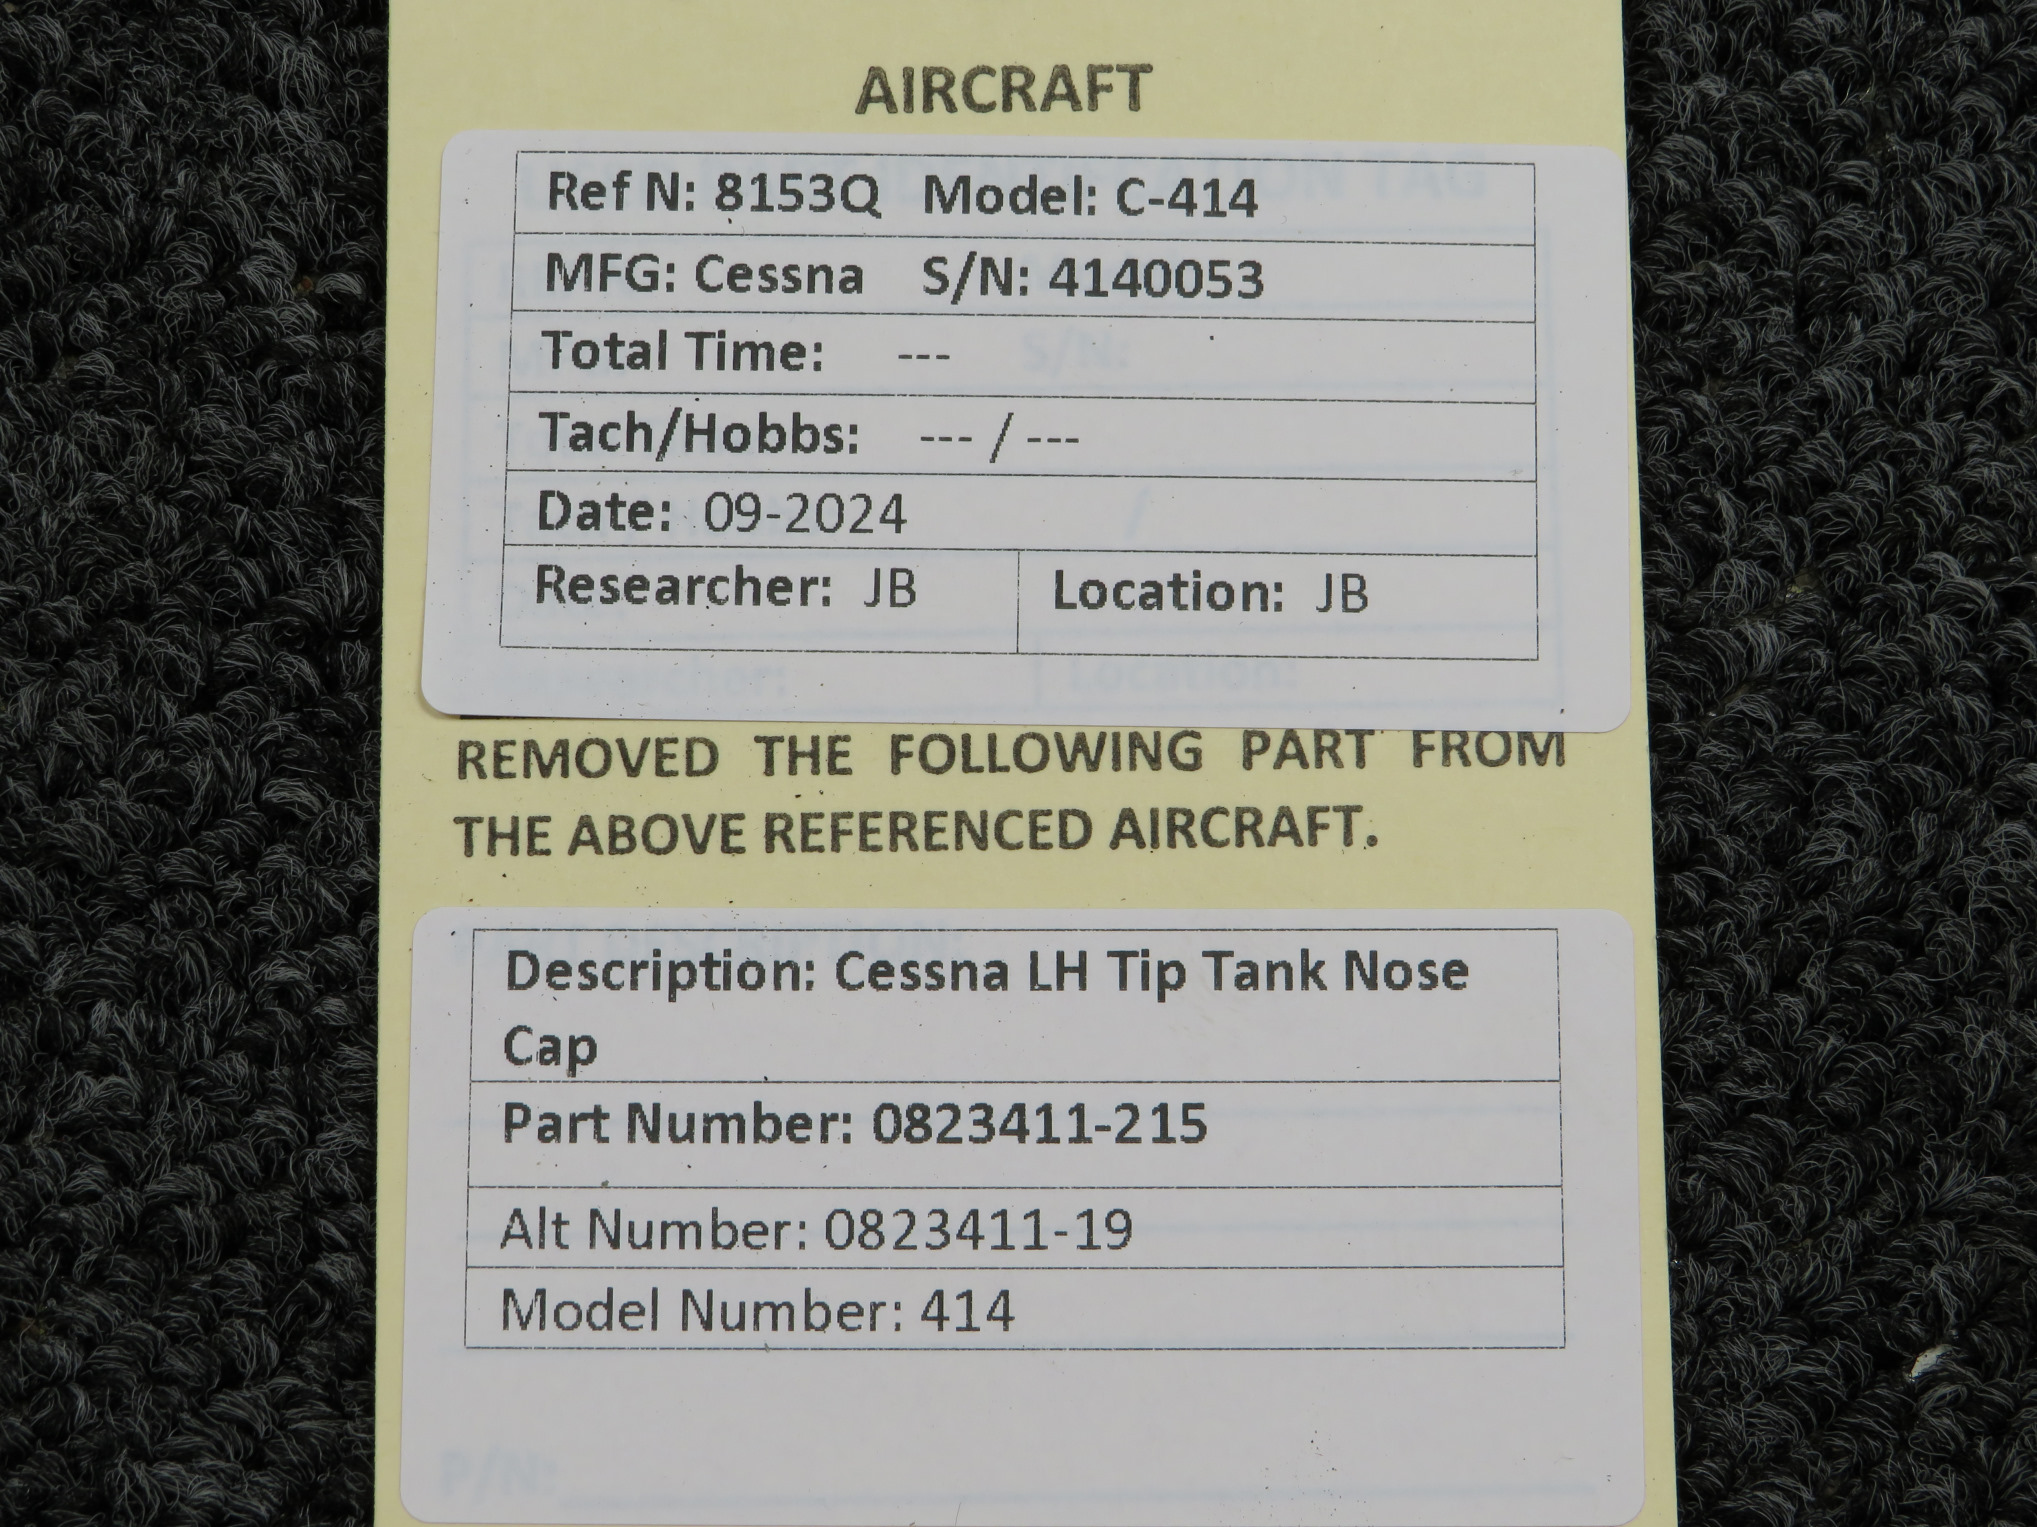 AIRCRAFT
Ref N: 8153Q Model: C-414
MFG: Cessna S/N: 4140053
Total Time: ---
Tach/Hobbs: --- / ---
Date: 09-2024
Researcher: JB Location: JB
REMOVED THE FOLLOWING PART FROM
THE ABOVE REFERENCED AIRCRAFT.
Description: Cessna LH Tip Tank Nose
Cap
Part Number: 0823411-215
Alt Number: 0823411-19
Model Number: 414
P/N: